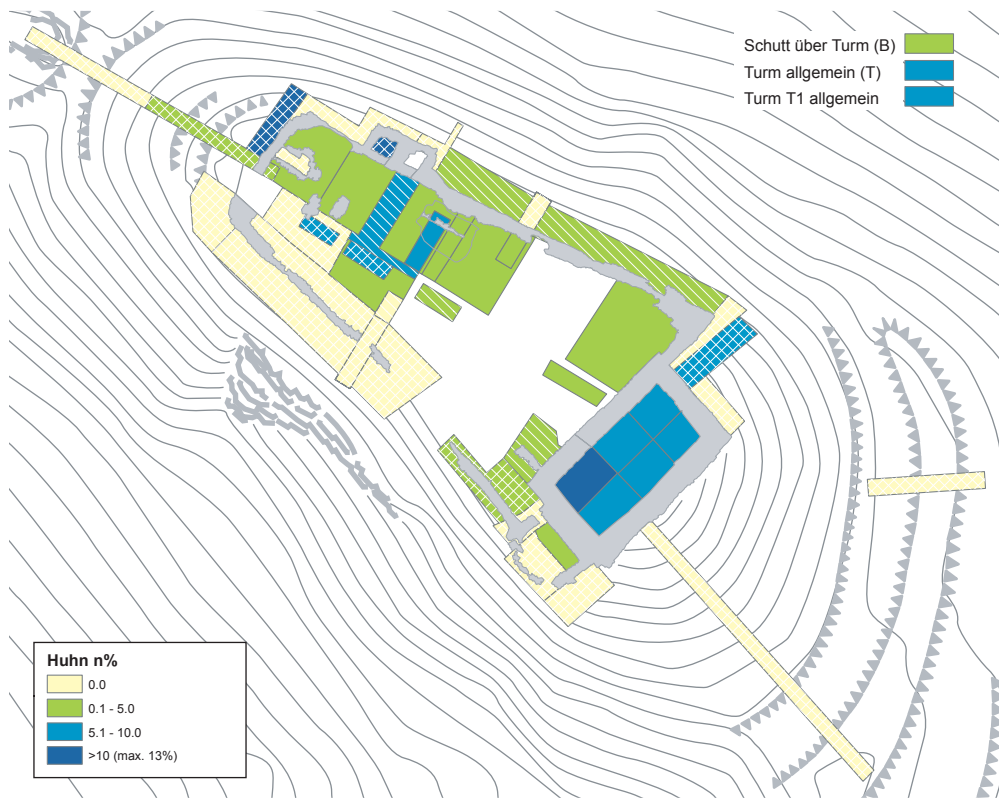 Schutt über Turm (B)
Turm allgemein (T)
Turm T1 allgemein
Huhn n%
0.0
0.1 - 5.0
5.1 - 10.0
>10 (max. 13%)